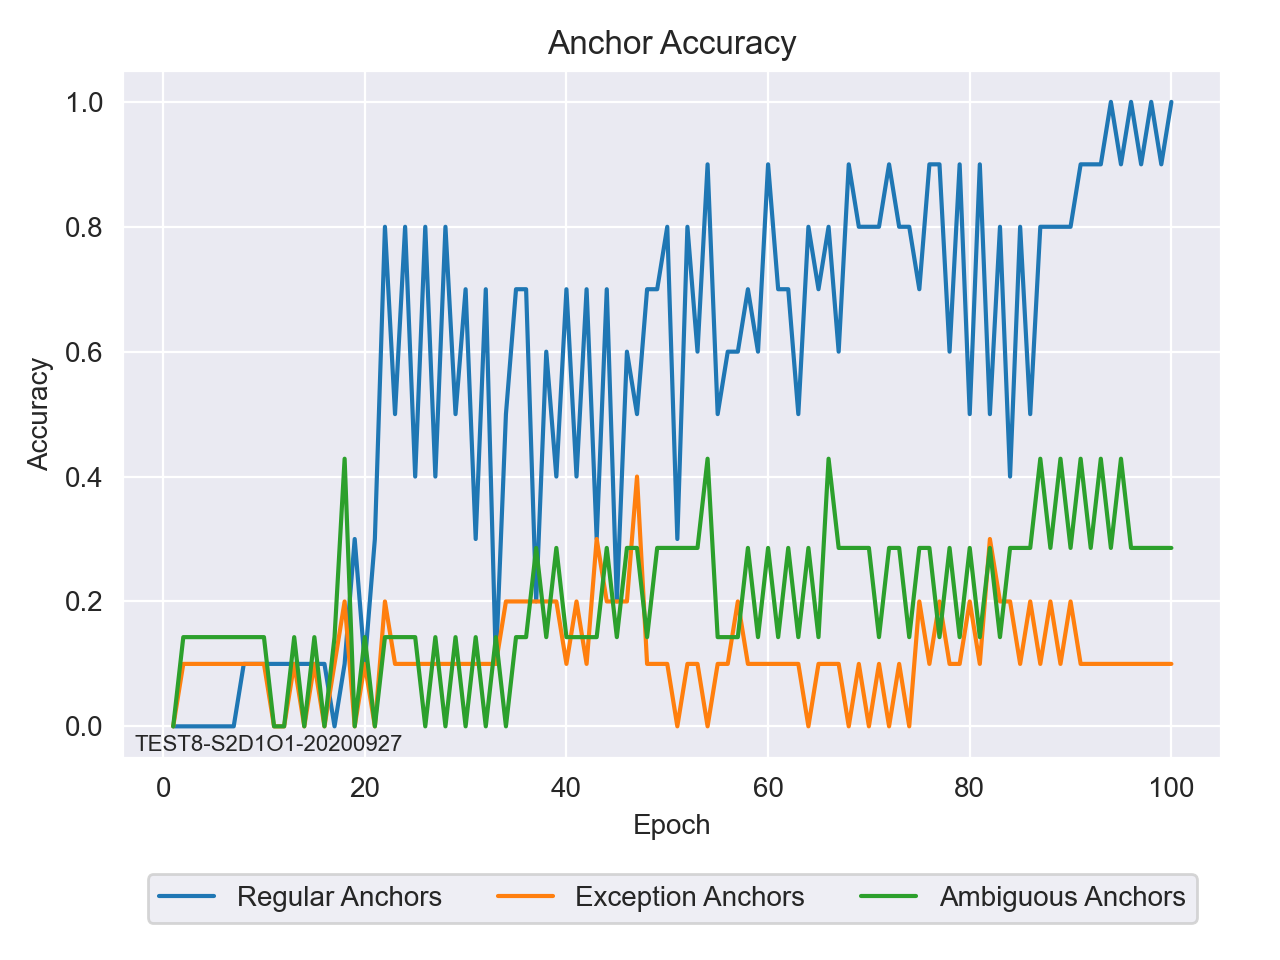 Anchor Accuracy
1.0
0.8
0.6
0.4
0.2
0.0
Accuracy
TEST8-S2D1O1-20200927
0 20 40 60 80 100
Epoch
Regular Anchors Exception Anchors Ambiguous Anchors